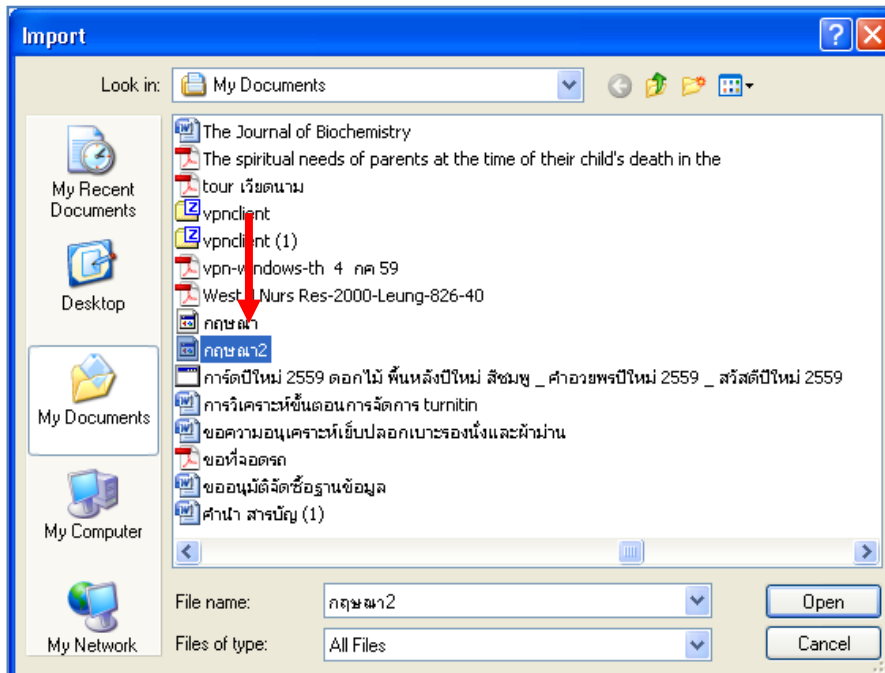 Import
Look in: My Documents
My Recent Documents
Desktop
My Documents
My Computer
My Network
The Journal of Biochemistry
The spiritual needs of parents at the time of their child's death in the
tour เวียดนาม
vpnclient
vpnclient (1)
vpn-windows-th 4 กค 59
West J Nurs Res-2000-Leung-826-40
กฤษณา
กฤษณา2
การ์ดปีใหม่ 2559 ดอกไม้ พื้นหลังปีใหม่ สีชมพู _ คำอวยพรปีใหม่ 2559 _ สวัสดีปีใหม่ 2559
การวิเคราะห์ขั้นตอนการจัดการ turnitin
ขอความอนุเคราะห์เย็บปลอกเบาะรองนั่งและผ้าม่าน
ขอที่จอดรถ
ขออนุมัติจัดซื้อฐานข้อมูล
คำนำ สารบัญ (1)
File name: กฤษณา2 Open
Files of type: All Files Cancel